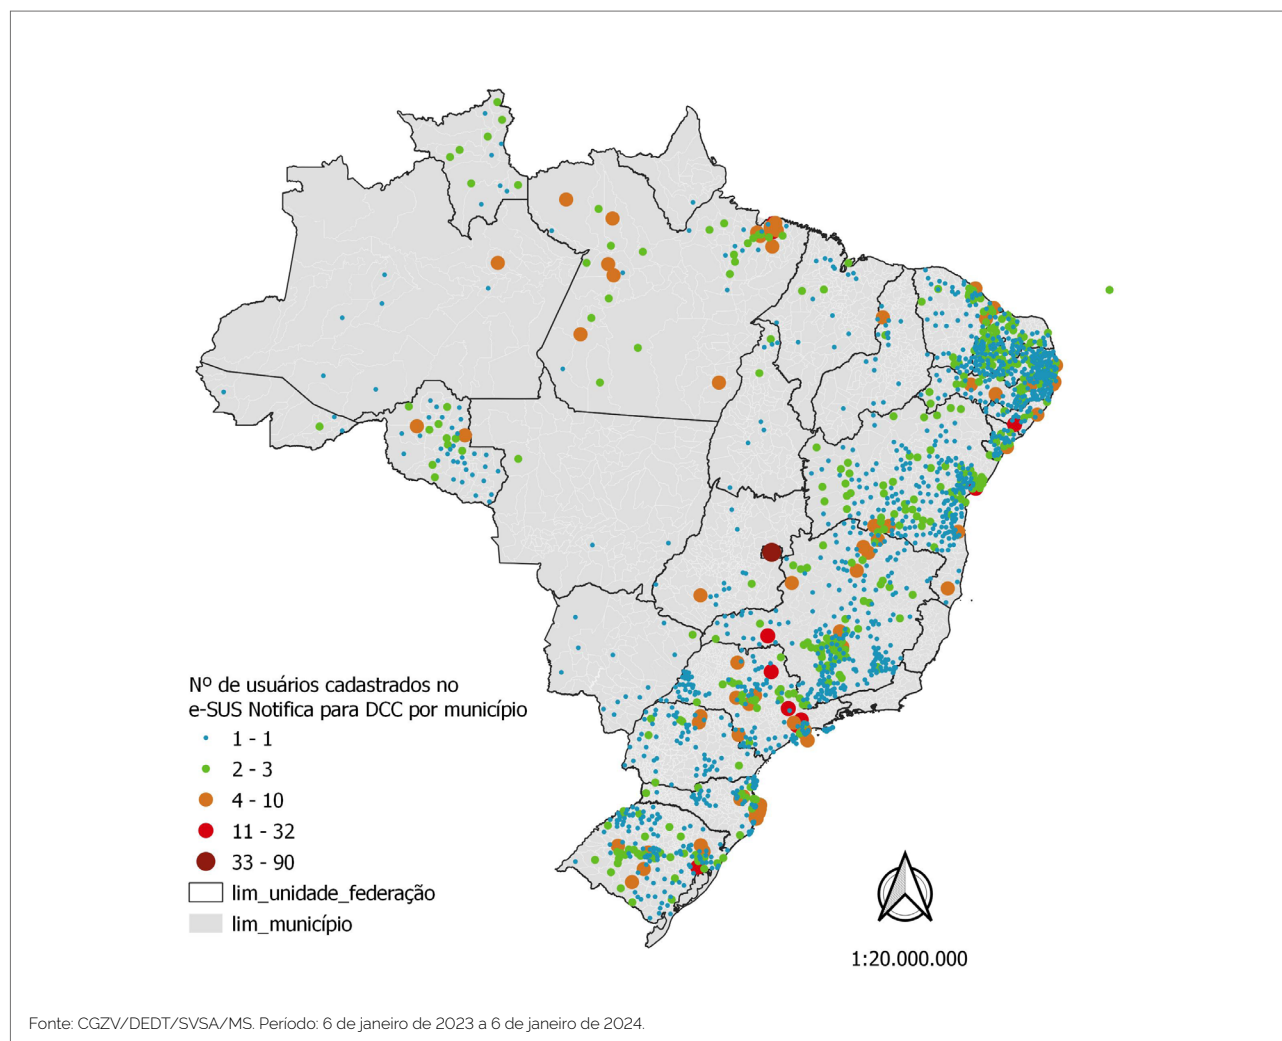 Nº de usuários cadastrados no
e-SUS Notifica para DCC por município
1 - 1
2 - 3
4 - 10
11 - 32
33 - 90
lim_unidade_federação
lim_município
1:20.000.000
Fonte: CGZV/DEDT/SVSA/MS. Período: 6 de janeiro de 2023 a 6 de janeiro de 2024.